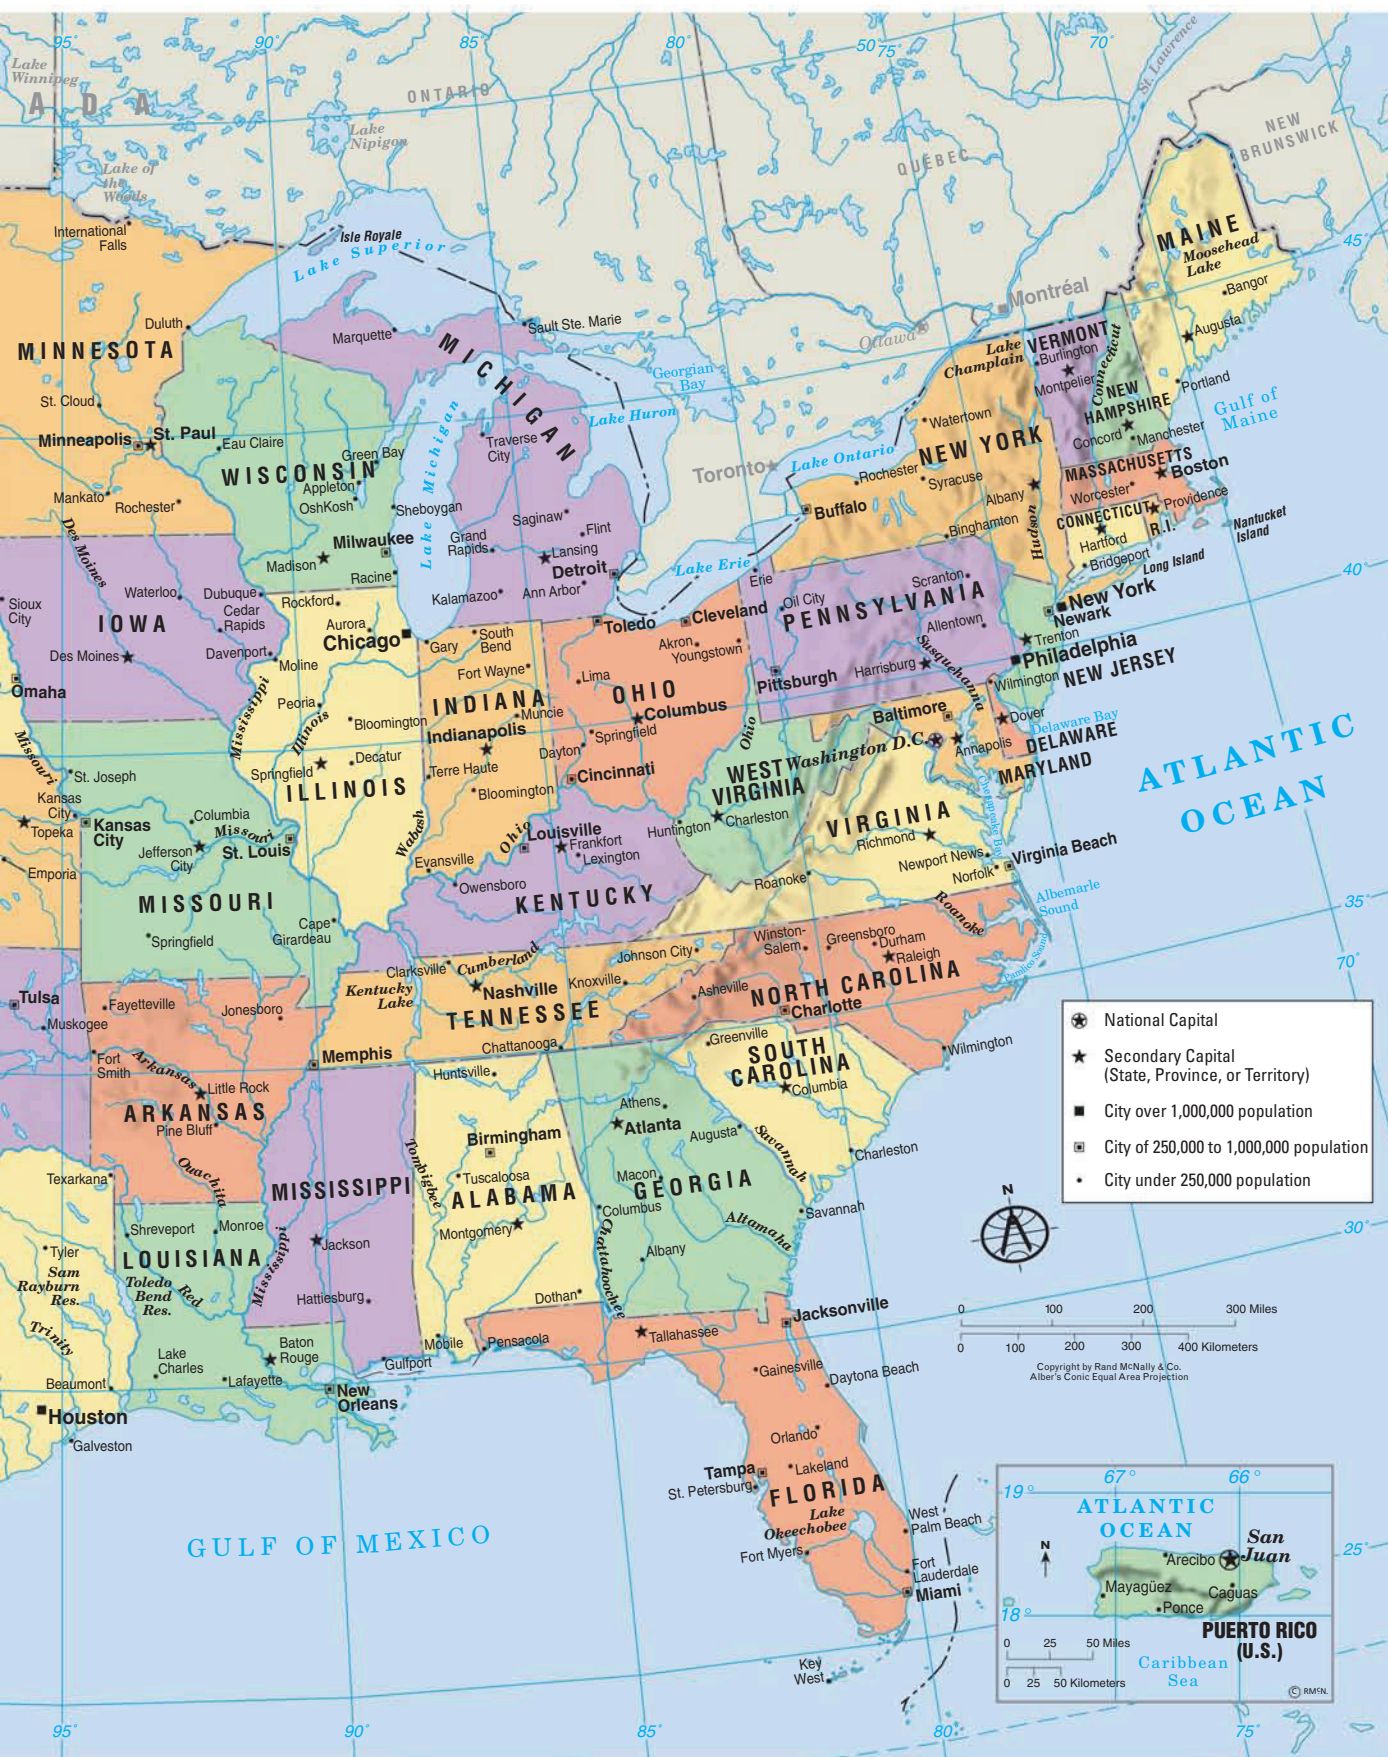 95°
90°
85°
80°
50
75°
70°
Lake
Winnipeg
A D A
ONTARIO
Lake
Nipigon
Lake of
the
Woods
QUÉBEC
St. Lawrence
NEW
BRUNSWICK
International
Falls
Isle Royale
Lake Superior
MAINE
Moosehead
Lake
45°
Bangor
Montréal
Augusta
Duluth
Marquette
Sault Ste. Marie
MINNESOTA
MICHIGAN
Ottawa
Georgian
Bay
Lake
Champlain
VERMONT
Burlington
Montpelier
Connecticut
NEW
HAMPSHIRE
Portland
Gulf of
Maine
St. Cloud
Lake Huron
Watertown
Concord
Manchester
Minneapolis
St. Paul
Eau Claire
Green Bay
Lake Michigan
Traverse
City
WISCONSIN
Appleton
OshKosh
Toronto
Lake Ontario
NEW YORK
Rochester
Syracuse
MASSACHUSETTS
Boston
Mankato
Rochester
Sheboygan
Saginaw
Flint
Buffalo
Albany
Worcester
Providence
CONNECTICUT
R.I.
Nantucket
Island
Des Moines
Milwaukee
Grand
Rapids
Lansing
Binghamton
Hudson
Hartford
Madison
Racine
Detroit
Lake Erie
Bridgeport
Long Island
40°
Waterloo
Dubuque
Rockford
Kalamazoo
Ann Arbor
Erie
Scranton
New York
Newark
Sioux
City
IOWA
Cedar
Rapids
Aurora
Chicago
Toledo
Cleveland
Oil City
PENNSYLVANIA
Allentown
Trenton
Gary
South
Bend
Akron
Youngstown
Des Moines
Davenport
Moline
Fort Wayne
Lima
Pittsburgh
Harrisburg
Susquehanna
Philadelphia
Wilmington
NEW JERSEY
Omaha
Mississippi
Peoria
Illinois
Bloomington
INDIANA
Muncie
Indianapolis
OHIO
Columbus
Ohio
Baltimore
Dover
Delaware Bay
Missouri
St. Joseph
Springfield
Decatur
Terre Haute
Dayton
Springfield
Cincinnati
WEST
VIRGINIA
Washington D.C.
Annapolis
DELAWARE
MARYLAND
ATLANTIC
OCEAN
ILLINOIS
Bloomington
Kansas
City
Topeka
Kansas
City
Columbia
Missouri
Jefferson
City
St. Louis
Wabash
Ohio
Louisville
Frankfort
Lexington
Huntington
Charleston
VIRGINIA
Richmond
Chesapeake Bay
Emporia
Evansville
Owensboro
Newport News
Norfolk
Virginia Beach
MISSOURI
KENTUCKY
Roanoke
Roanoke
Albemarle
Sound
35°
Springfield
Cape
Girardeau
Winston-
Salem
Greensboro
Durham
Raleigh
Pamlico Sound
70°
Clarksville
Cumberland
Johnson City
Knoxville
Tulsa
Fayetteville
Jonesboro
Kentucky
Lake
Nashville
Asheville
NORTH CAROLINA
Charlotte
Muskogee
TENNESSEE
Fort
Smith
Arkansas
Memphis
Chattanooga
Greenville
SOUTH
CAROLINA
Wilmington
Huntsville
Little Rock
Columbia
ARKANSAS
Pine Bluff
Athens
Atlanta
Augusta
Savannah
Birmingham
Charleston
Texarkana
Ouachita
Tombigbee
Tuscaloosa
Macon
GEORGIA
MISSISSIPPI
ALABAMA
Columbus
Savannah
Shreveport
Monroe
Montgomery
Altamaha
Tyler
LOUISIANA
Jackson
Chattahoochee
Albany
Sam
Rayburn
Res.
Toledo
Bend
Res.
Red
Mississippi
Hattiesburg
Dothan
Trinity
Jacksonville
Baton
Rouge
Mobile
Pensacola
Tallahassee
Lake
Charles
Gulfport
Gainesville
Daytona Beach
Beaumont
Lafayette
New
Orleans
Houston
Galveston
Orlando
Tampa
Lakeland
St. Petersburg
FLORIDA
Lake
Okeechobee
West
Palm Beach
GULF OF MEXICO
Fort Myers
Fort
Lauderdale
Miami
Key
West
95°
90°
85°
80°
75°
National Capital
Secondary Capital
(State, Province, or Territory)
City over 1,000,000 population
City of 250,000 to 1,000,000 population
City under 250,000 population
N
30°
0 100 200 300 Miles
0 100 200 300 400 Kilometers
Copyright by Rand McNally & Co.
Alber's Conic Equal Area Projection
25°
67° 66°
19°
ATLANTIC
OCEAN
N
San
Juan
Arecibo
Mayagüez
Caguas
Ponce
18°
PUERTO RICO
(U.S.)
0 25 50 Miles
0 25 50 Kilometers
Caribbean
Sea
© RMcN.